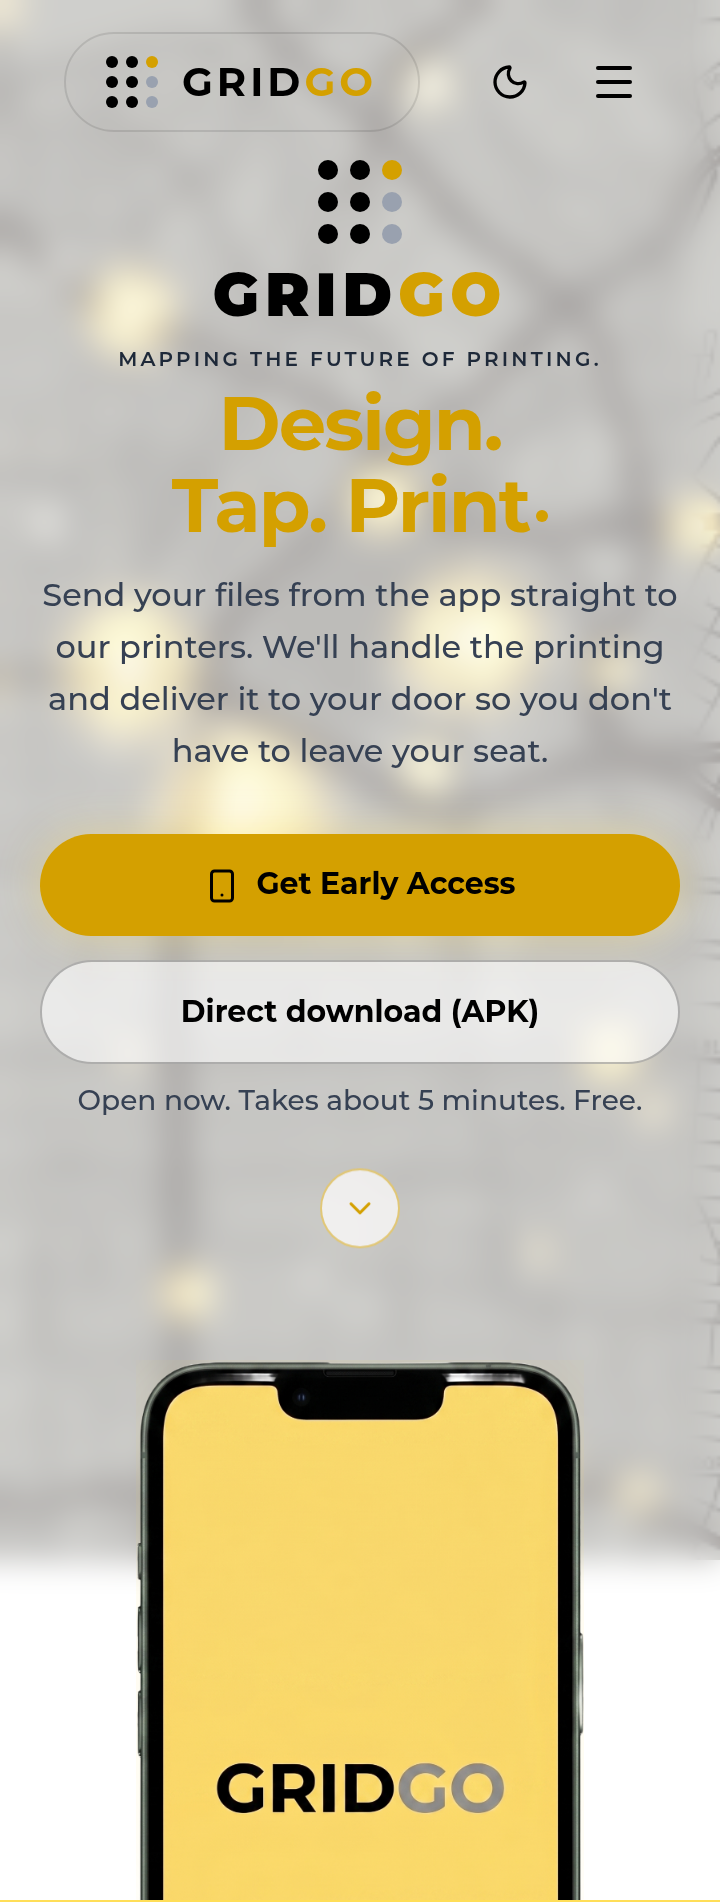 GRIDGO
GRIDGO
MAPPING THE FUTURE OF PRINTING.
Design.
Tap. Print.
Send your files from the app straight to
our printers. We'll handle the printing
and deliver it to your door so you don't
have to leave your seat.
Get Early Access
Direct download (APK)
Open now. Takes about 5 minutes. Free.
GRIDGO